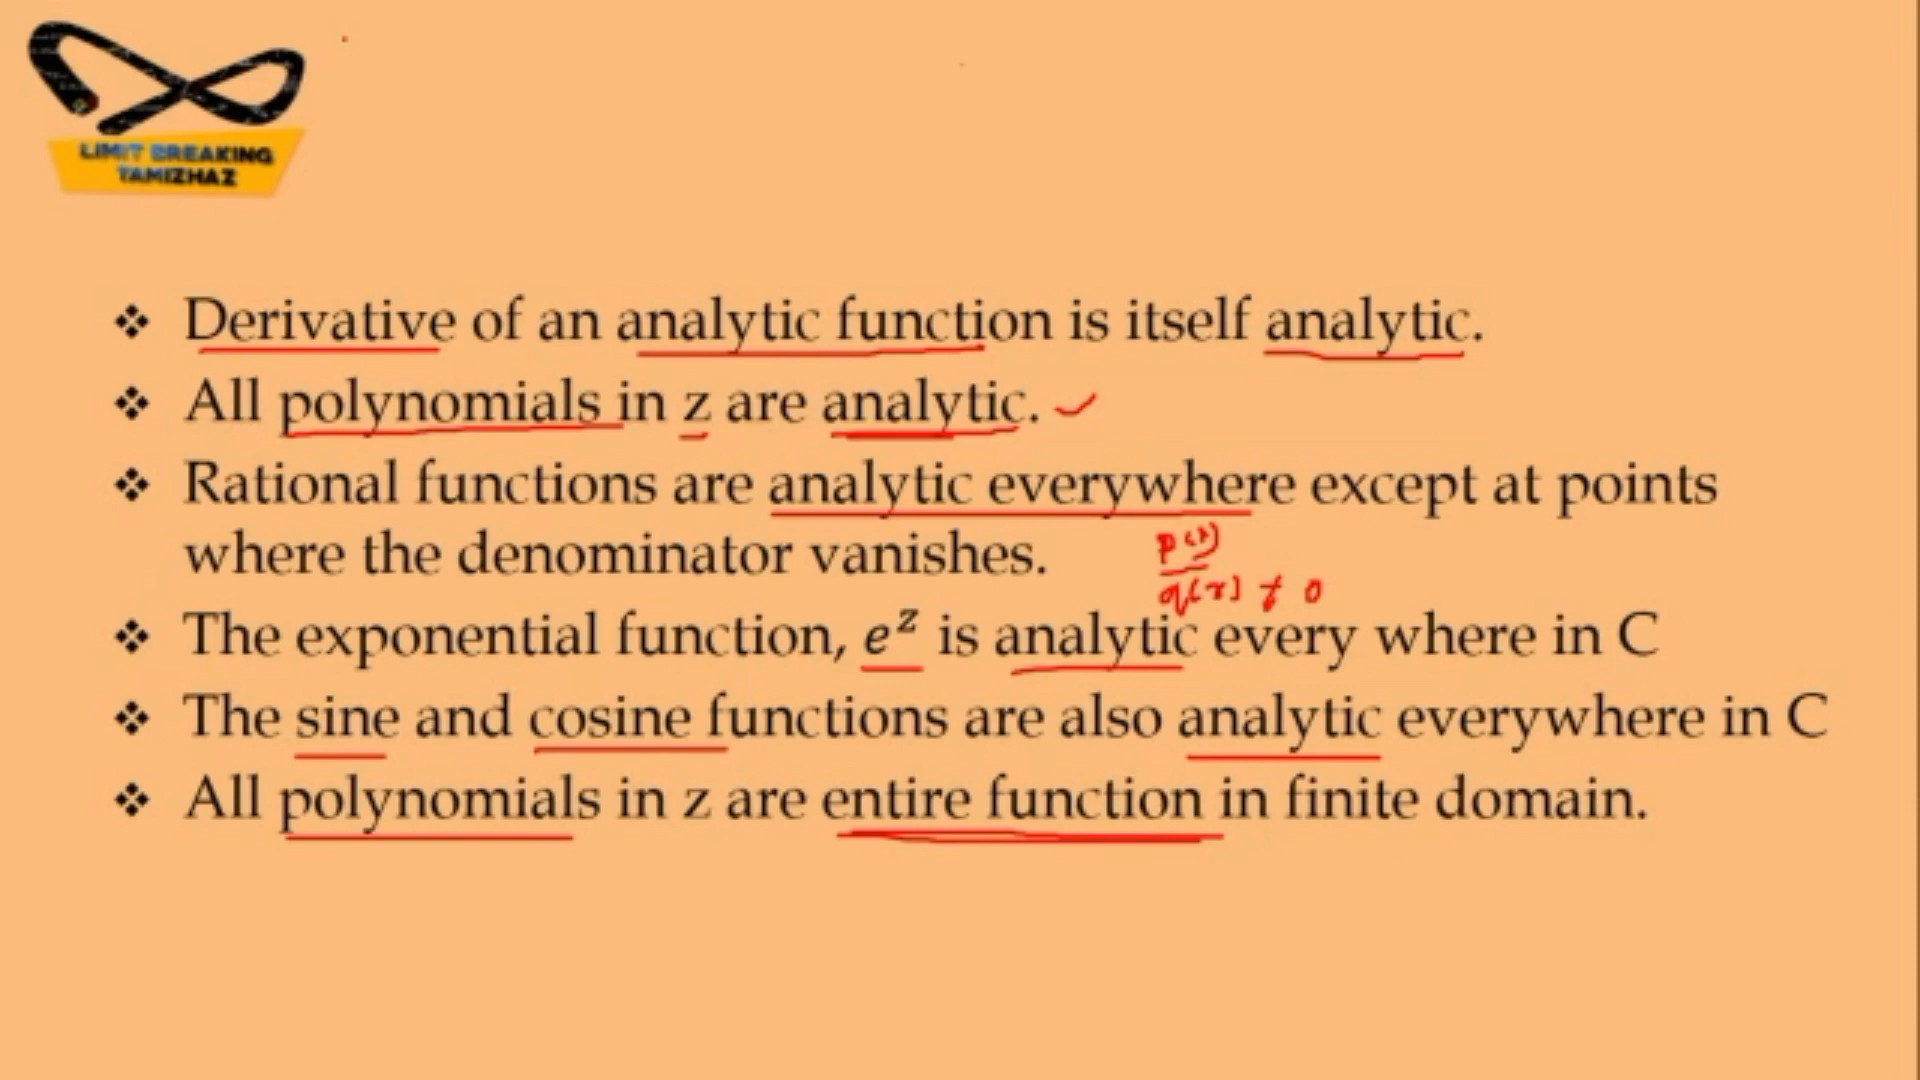 LIMIT BREAKING
TAMIZHAZ
❖ Derivative of an analytic function is itself analytic.
❖ All polynomials in z are analytic.
❖ Rational functions are analytic everywhere except at points
where the denominator vanishes.
❖ The exponential function, e^z is analytic every where in C
❖ The sine and cosine functions are also analytic everywhere in C
❖ All polynomials in z are entire function in finite domain.